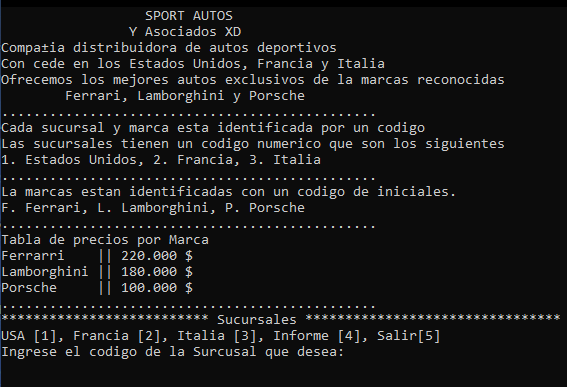 SPORT AUTOS
Y Asociados XD
Compa±ia distribuidora de autos deportivos
Con cede en los Estados Unidos, Francia y Italia
Ofrecemos los mejores autos exclusivos de la marcas reconocidas
Ferrari, Lamborghini y Porsche
...............................................
Cada sucursal y marca esta identificada por un codigo
Las sucursales tienen un codigo numerico que son los siguientes
1. Estados Unidos, 2. Francia, 3. Italia
...............................................
La marcas estan identificadas con un codigo de iniciales.
F. Ferrari, L. Lamborghini, P. Porsche
...............................................
Tabla de precios por Marca
Ferrarri    || 220.000 $
Lamborghini || 180.000 $
Porsche     || 100.000 $
...............................................
************************** Sucursales ********************************
USA [1], Francia [2], Italia [3], Informe [4], Salir[5]
Ingrese el codigo de la Surcusal que desea: